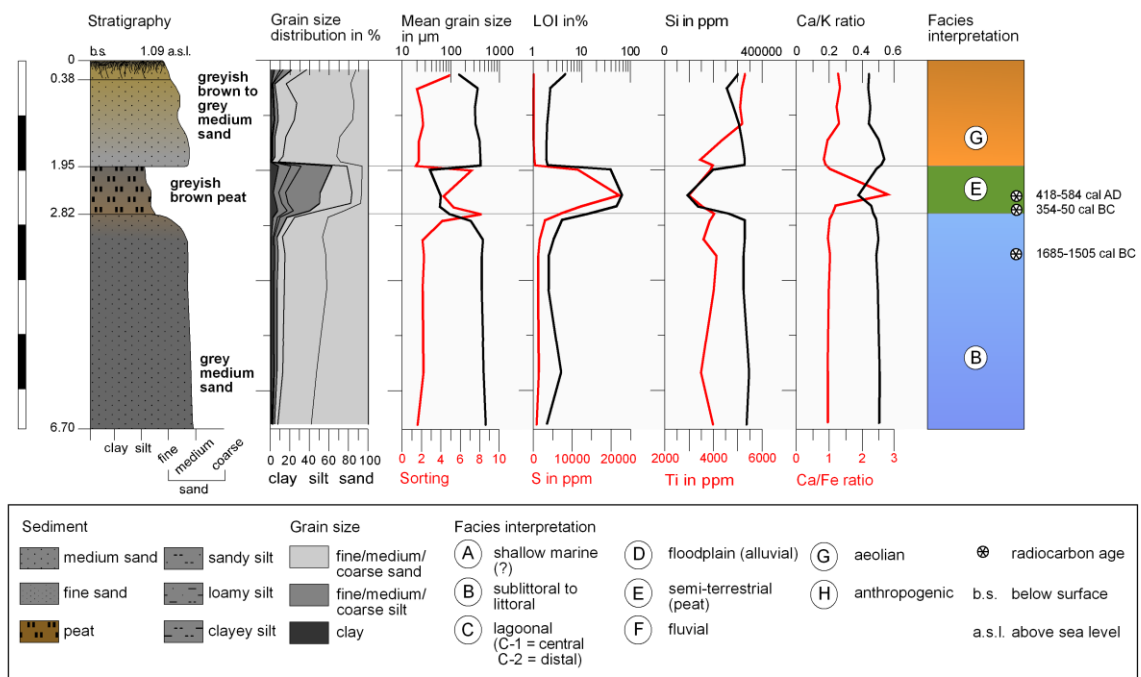 Stratigraphy
b.s. 1.09 a.s.l.
0
0.38
1.95
2.82
6.70
greyish
brown to
grey
medium
sand
greyish
brown peat
grey
medium
sand
clay silt fine medium coarse
sand
Grain size
distribution in %
0 20 40 60 80 100
clay silt sand
Mean grain size
in µm
10 100 1000
0 2 4 6 8 10
Sorting
LOI in%
1 10 100
0 10000 20000
S in ppm
Si in ppm
0 400000
2000 4000 6000
Ti in ppm
Ca/K ratio
0 0.2 0.4 0.6
0 1 2 3
Ca/Fe ratio
Facies
interpretation
G
E
B
418-584 cal AD
354-50 cal BC
1685-1505 cal BC
Sediment
medium sand
fine sand
peat
sandy silt
loamy silt
clayey silt
Grain size
fine/medium/
coarse sand
fine/medium/
coarse silt
clay
Facies interpretation
A shallow marine
(?)
B sublittoral to
littoral
C lagoonal
(C-1 = central
C-2 = distal)
D floodplain (alluvial)
E semi-terrestrial
(peat)
F fluvial
G aeolian
H anthropogenic
radiocarbon age
b.s. below surface
a.s.l. above sea level